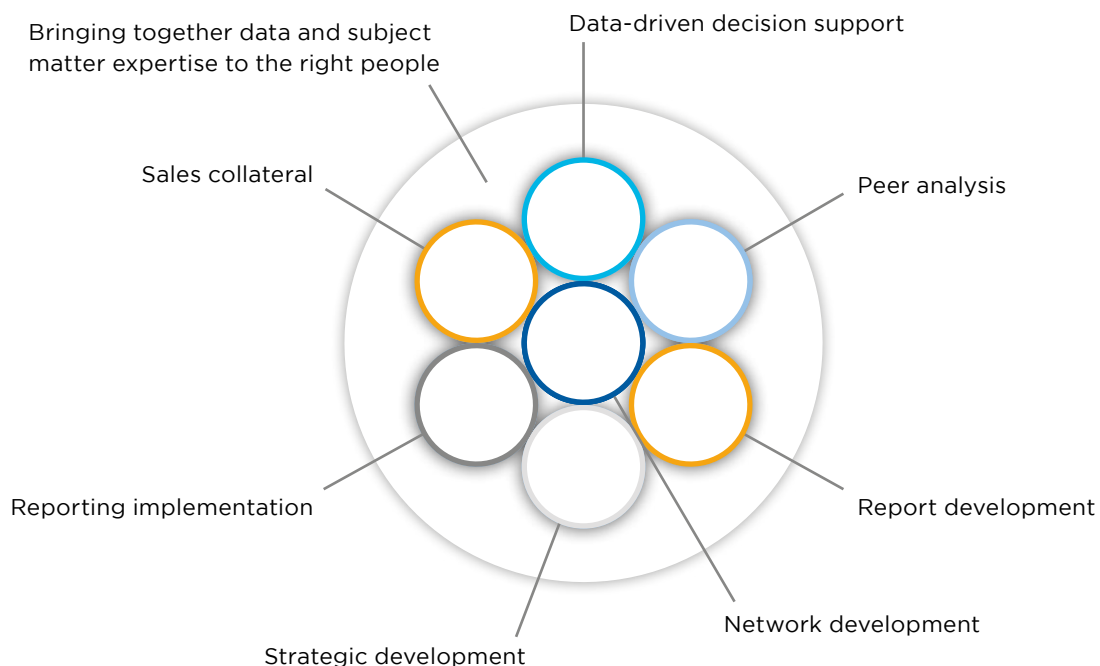 Data-driven decision support
Bringing together data and subject
matter expertise to the right people
Sales collateral
Peer analysis
Reporting implementation
Report development
Network development
Strategic development